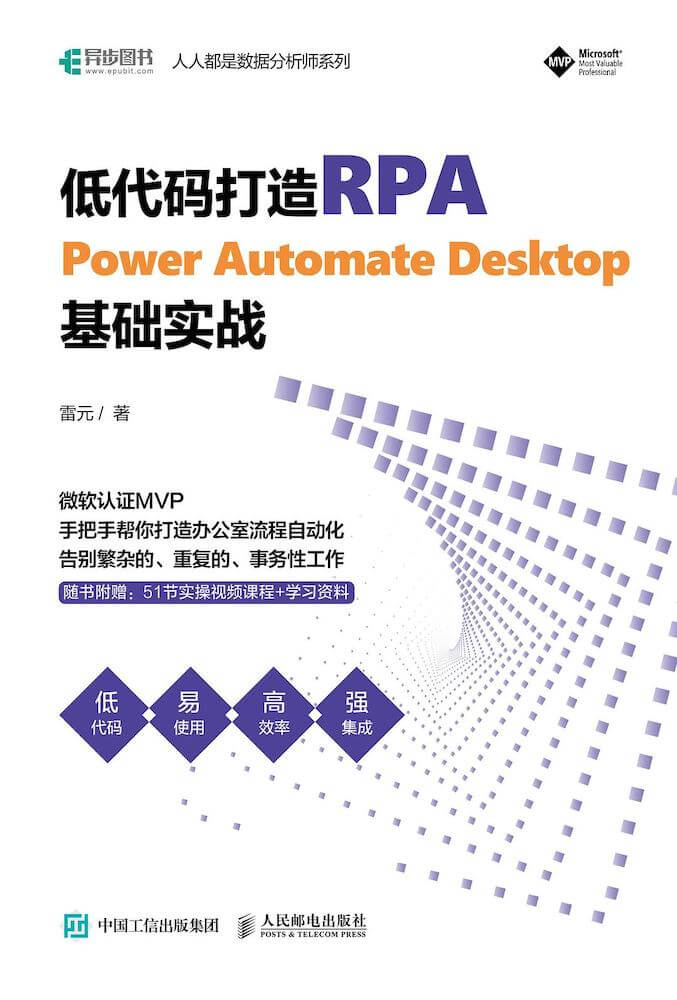 异步图书
www.epubit.com
人人都是数据分析师系列
MVP
Microsoft®
Most Valuable
Professional
低代码打造RPA
Power Automate Desktop
基础实战
雷元 / 著
微软认证MVP
手把手帮你打造办公室流程自动化
告别繁杂的、重复的、事务性工作
随书附赠：51节实操视频课程+学习资料
低 易 高 强
代码 使用 效率 集成
中国工信出版集团
人民邮电出版社
POSTS & TELECOM PRESS